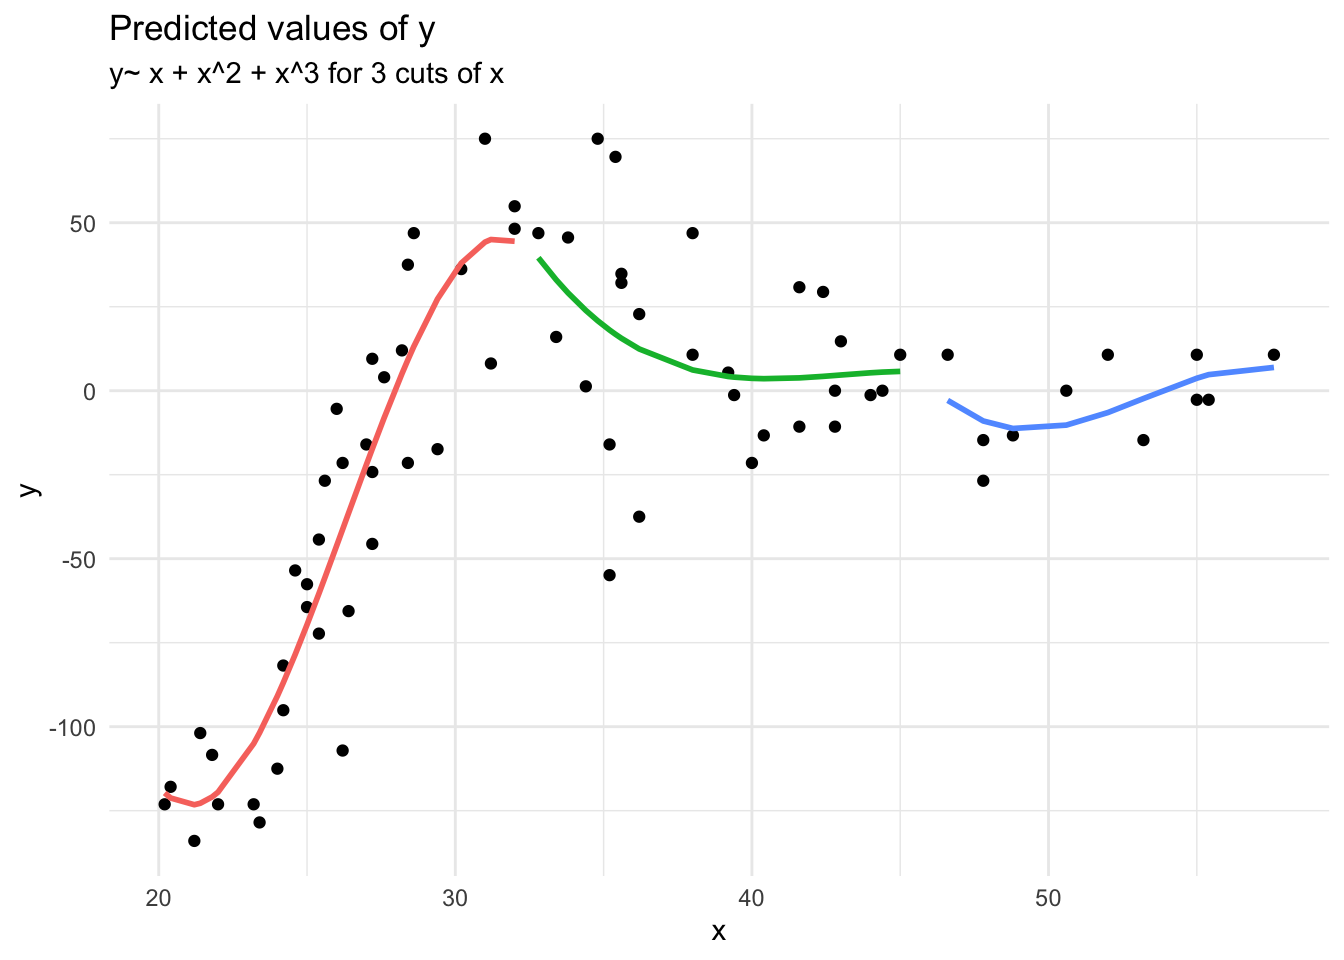 Predicted values of y
y~ x + x^2 + x^3 for 3 cuts of x
50
0
-50
-100
y
20 30 40 50
x